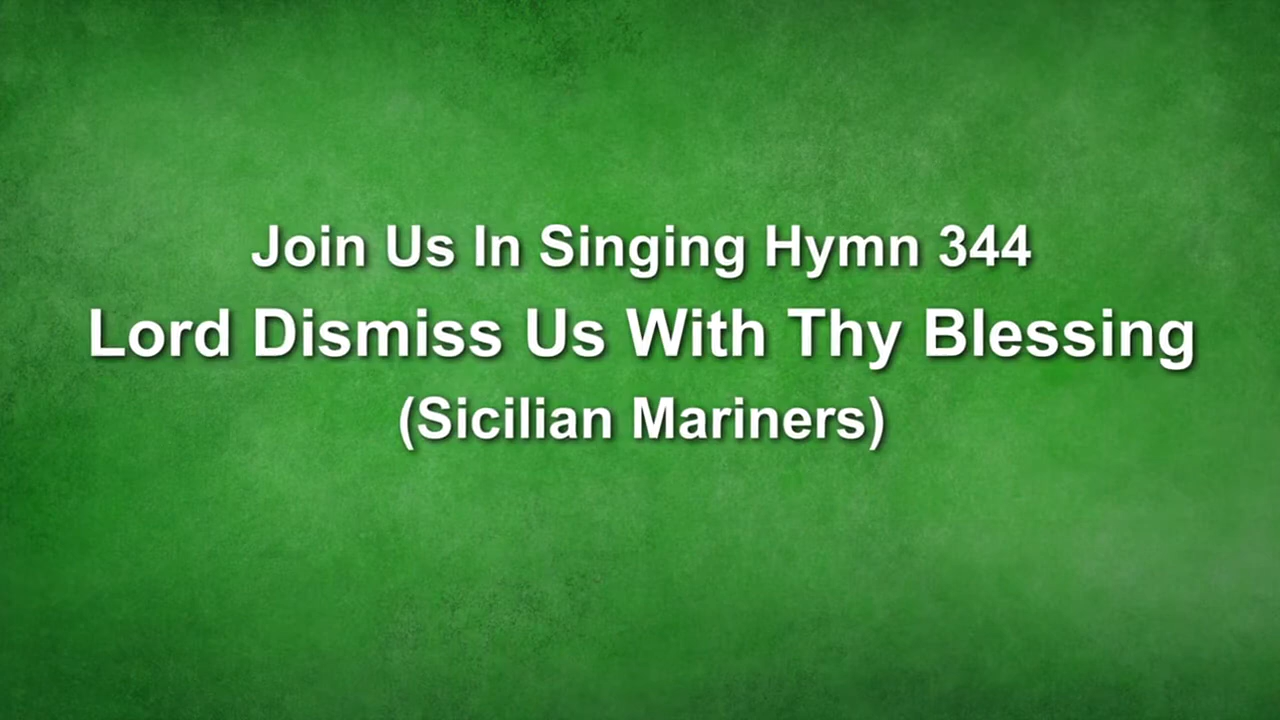 Join Us In Singing Hymn 344
Lord Dismiss Us With Thy Blessing
(Sicilian Mariners)